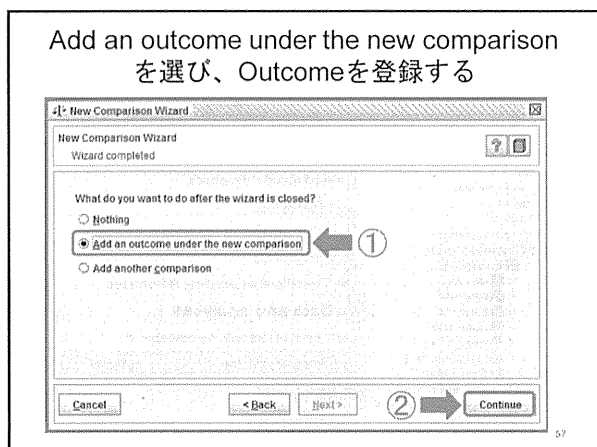 Add an outcome under the new comparison
を選び、Outcomeを登録する
New Comparison Wizard
New Comparison Wizard
Wizard completed
What do you want to do after the wizard is closed?
Nothing
Add an outcome under the new comparison
①
Add another comparison
Cancel
< Back
Next >
②
Continue
57